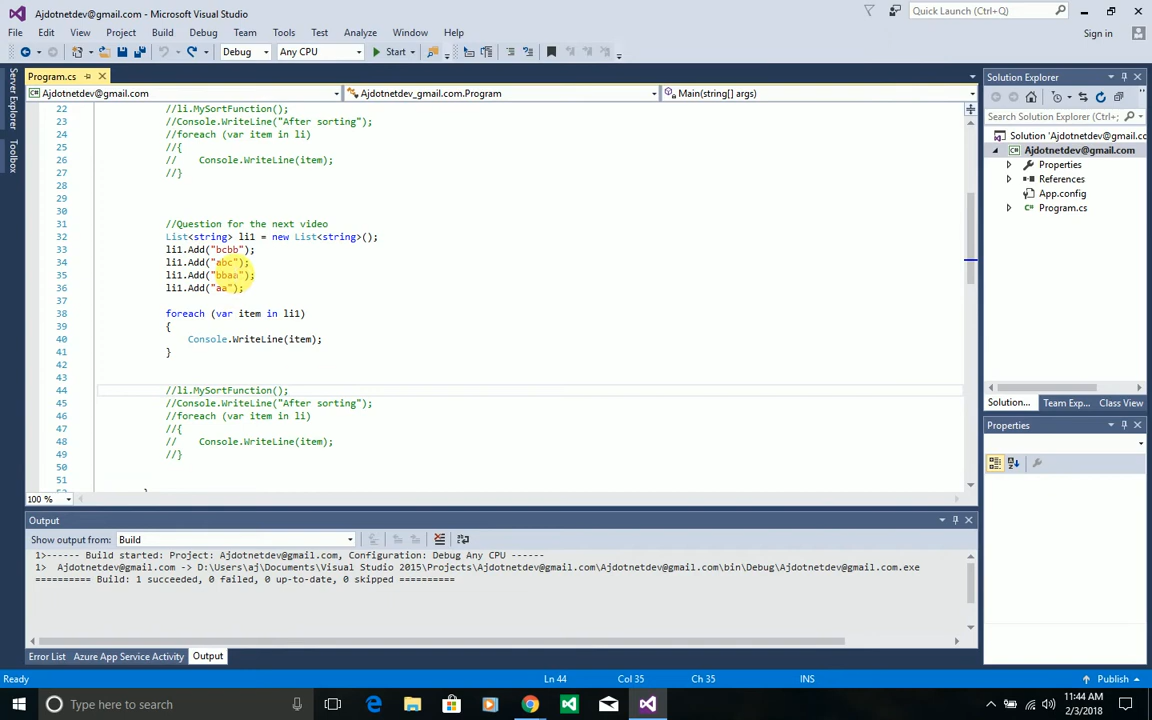 Ajdotnetdev@gmail.com - Microsoft Visual Studio
Quick Launch (Ctrl+Q)
File Edit View Project Build Debug Team Tools Test Analyze Window Help
Sign in
Debug Any CPU Start
Server Explorer
Toolbox
Program.cs
Ajdotnetdev@gmail.com Ajdotnetdev_gmail.com.Program Main(string[] args)
22 //li.MySortFunction();
23 //Console.WriteLine("After sorting");
24 //foreach (var item in li)
25 //{
26 // Console.WriteLine(item);
27 //}
28
29
30
31 //Question for the next video
32 List<string> li1 = new List<string>();
33 li1.Add("bcbb");
34 li1.Add("abc");
35 li1.Add("bbaa");
36 li1.Add("aa");
37
38 foreach (var item in li1)
39 {
40 Console.WriteLine(item);
41 }
42
43
44 //li.MySortFunction();
45 //Console.WriteLine("After sorting");
46 //foreach (var item in li)
47 //{
48 // Console.WriteLine(item);
49 //}
50
51
100 %
Solution Explorer
Search Solution Explorer (Ctrl+;)
Solution 'Ajdotnetdev@gmail.co
Ajdotnetdev@gmail.com
Properties
References
App.config
Program.cs
Solution... Team Exp... Class View
Properties
Output
Show output from: Build
1>------ Build started: Project: Ajdotnetdev@gmail.com, Configuration: Debug Any CPU ------
1> Ajdotnetdev@gmail.com -> D:\Users\aj\Documents\Visual Studio 2015\Projects\Ajdotnetdev@gmail.com\Ajdotnetdev@gmail.com\bin\Debug\Ajdotnetdev@gmail.com.exe
========== Build: 1 succeeded, 0 failed, 0 up-to-date, 0 skipped ==========
Error List Azure App Service Activity Output
Ready Ln 44 Col 35 Ch 35 INS Publish
Type here to search
11:44 AM
2/3/2018